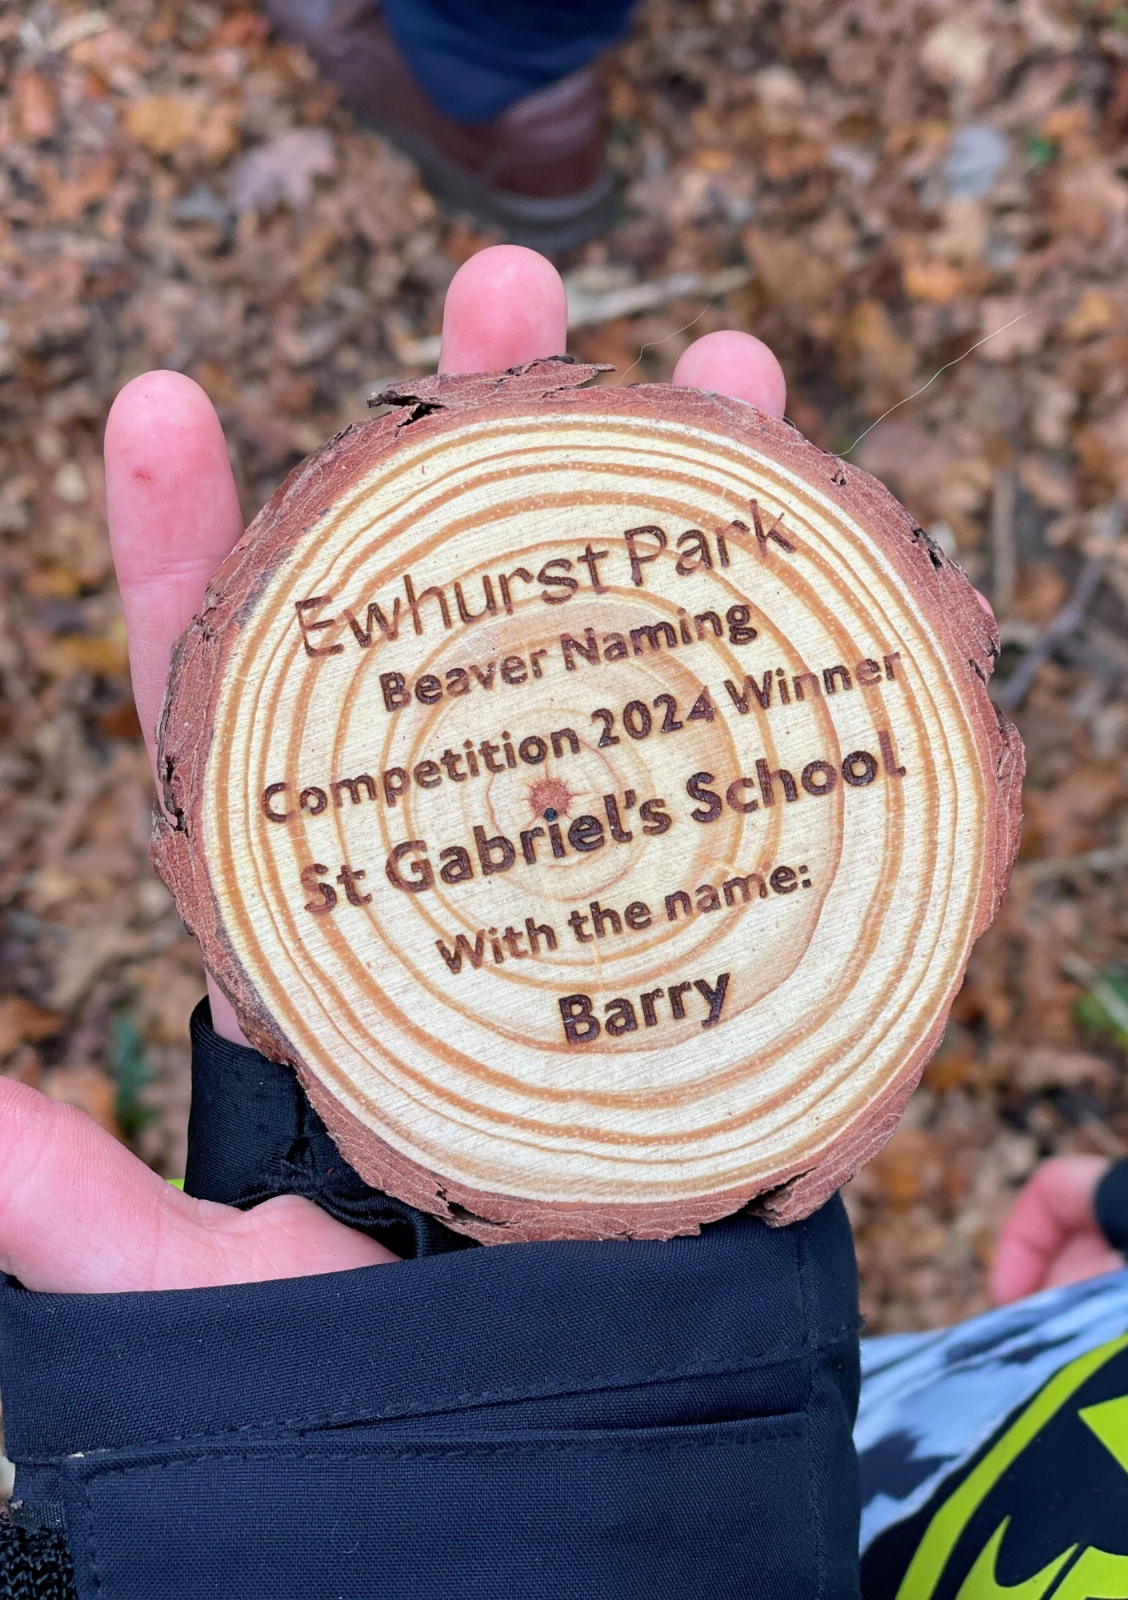 Ewhurst Park
Beaver Naming
Competition 2024 Winner
St Gabriel's School
With the name:
Barry